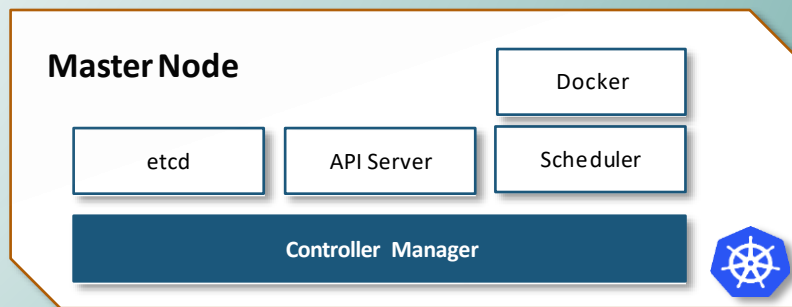 Master Node
Docker
etcd
API Server
Scheduler
Controller Manager